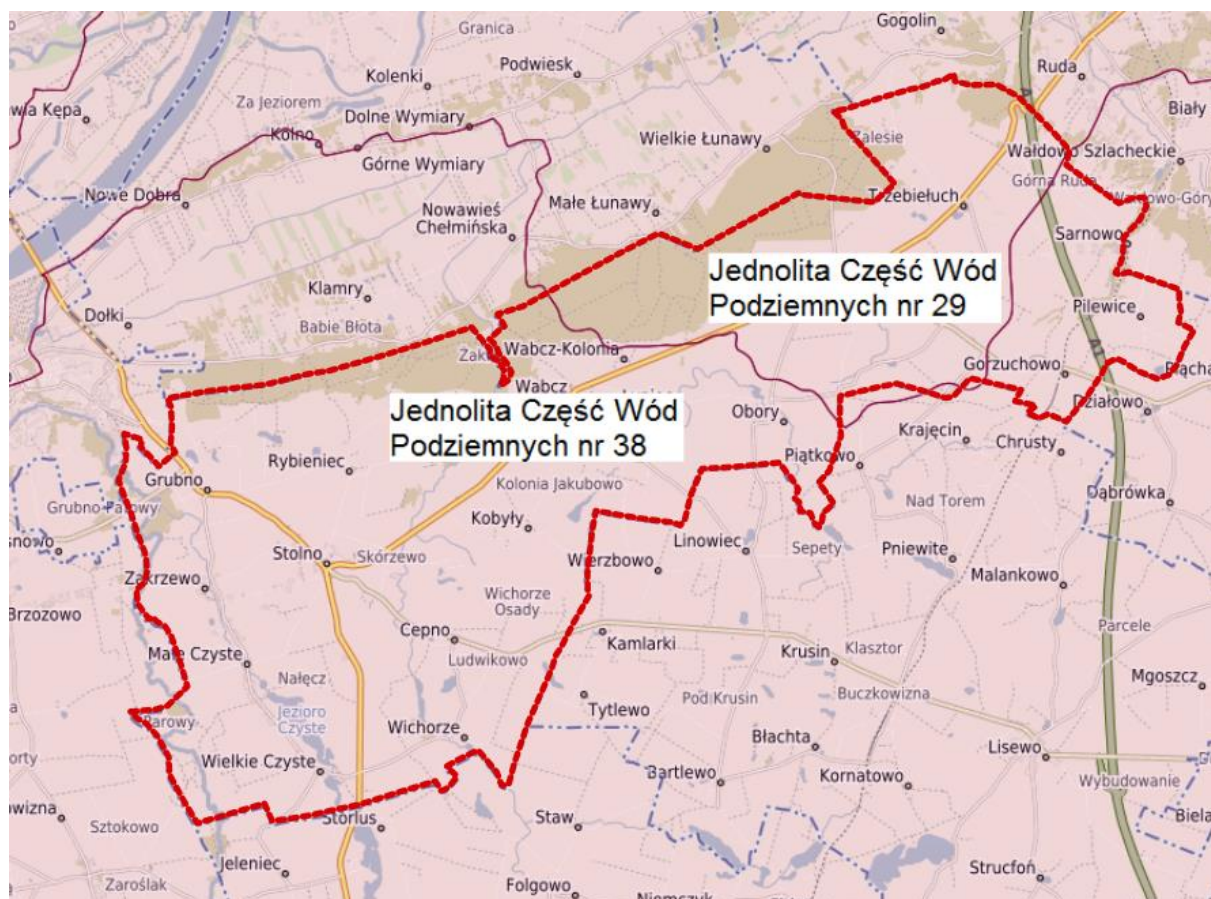 Gogolin
Granica
Podwiesk
Kolenki
Ruda
Za Jeziorem
Kępa
Dolne Wymiary
Biały
Kolno
Wielkie Łunawy
Zalesie
Górne Wymiary
Wałdowo Szlacheckie
Górna Ruda
Nowe Dobra
Trzebiełuch
Nowawieś
Chełmińska
Małe Łunawy
Sarnowo
Jednolita Część Wód
Podziemnych nr 29
Klamry
Dołki
Babie Błota
Pilewice
A1
Wabcz-Kolonia
Gorzuchowo
Wabcz
Jednolita Część Wód
Podziemnych nr 38
Działowo
Obory
Krajęcin
Chrusty
Rybieniec
Piątkowo
Grubno
Kolonia Jakubowo
Nad Torem
Dąbrówka
Grubno Parowy
Kobyły
Linowiec
Sepety
Stolno
Skórzewo
Wierzbowo
Pniewite
Malankowo
Zakrzewo
Wichorze
Osady
Brzozowo
Parcele
Cepno
Kamlarki
Ludwikowo
Krusin
Klasztor
Małe Czyste
Mgoszcz
Nałęcz
Pod Krusin
Buczkowizna
Tytlewo
Jezioro
Czyste
Parowy
Wichorze
Błachta
Lisewo
Wielkie Czyste
Bartlewo
Kornatowo
Wybudowanie
Sztokowo
Storlus
Staw
Jeleniec
Strucfoń
Zaroślak
Folgowo